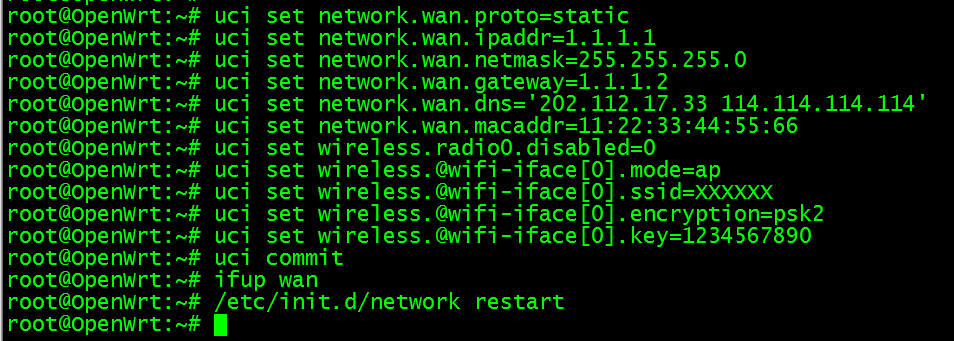 root@OpenWrt:~# uci set network.wan.proto=static
root@OpenWrt:~# uci set network.wan.ipaddr=1.1.1.1
root@OpenWrt:~# uci set network.wan.netmask=255.255.255.0
root@OpenWrt:~# uci set network.wan.gateway=1.1.1.2
root@OpenWrt:~# uci set network.wan.dns='202.112.17.33 114.114.114.114'
root@OpenWrt:~# uci set network.wan.macaddr=11:22:33:44:55:66
root@OpenWrt:~# uci set wireless.radio0.disabled=0
root@OpenWrt:~# uci set wireless.@wifi-iface[0].mode=ap
root@OpenWrt:~# uci set wireless.@wifi-iface[0].ssid=XXXXXX
root@OpenWrt:~# uci set wireless.@wifi-iface[0].encryption=psk2
root@OpenWrt:~# uci set wireless.@wifi-iface[0].key=1234567890
root@OpenWrt:~# uci commit
root@OpenWrt:~# ifup wan
root@OpenWrt:~# /etc/init.d/network restart
root@OpenWrt:~#